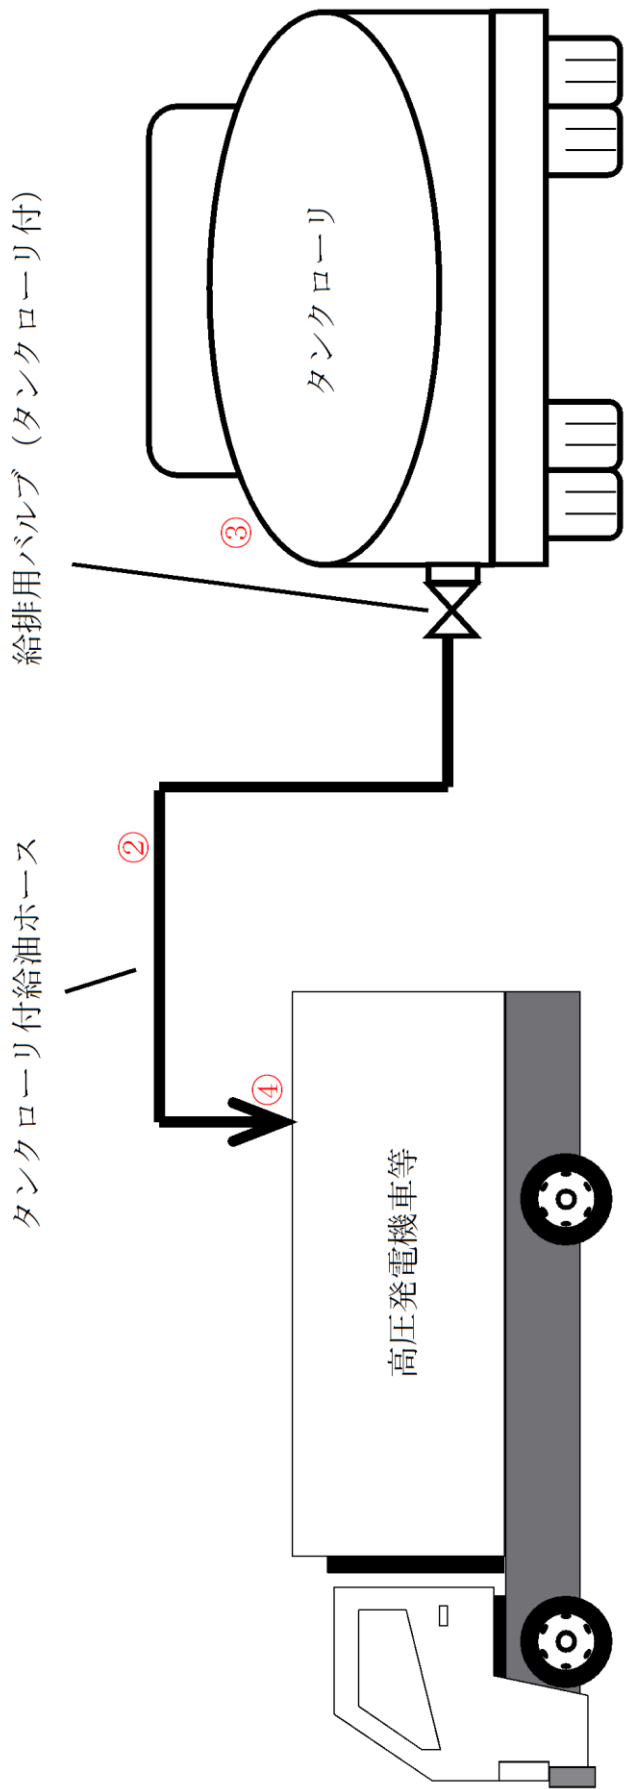 タンクローリ付給油ホース
給排用バルブ（タンクローリ付）
②
③
④
タンクローリ
高圧発電機車等